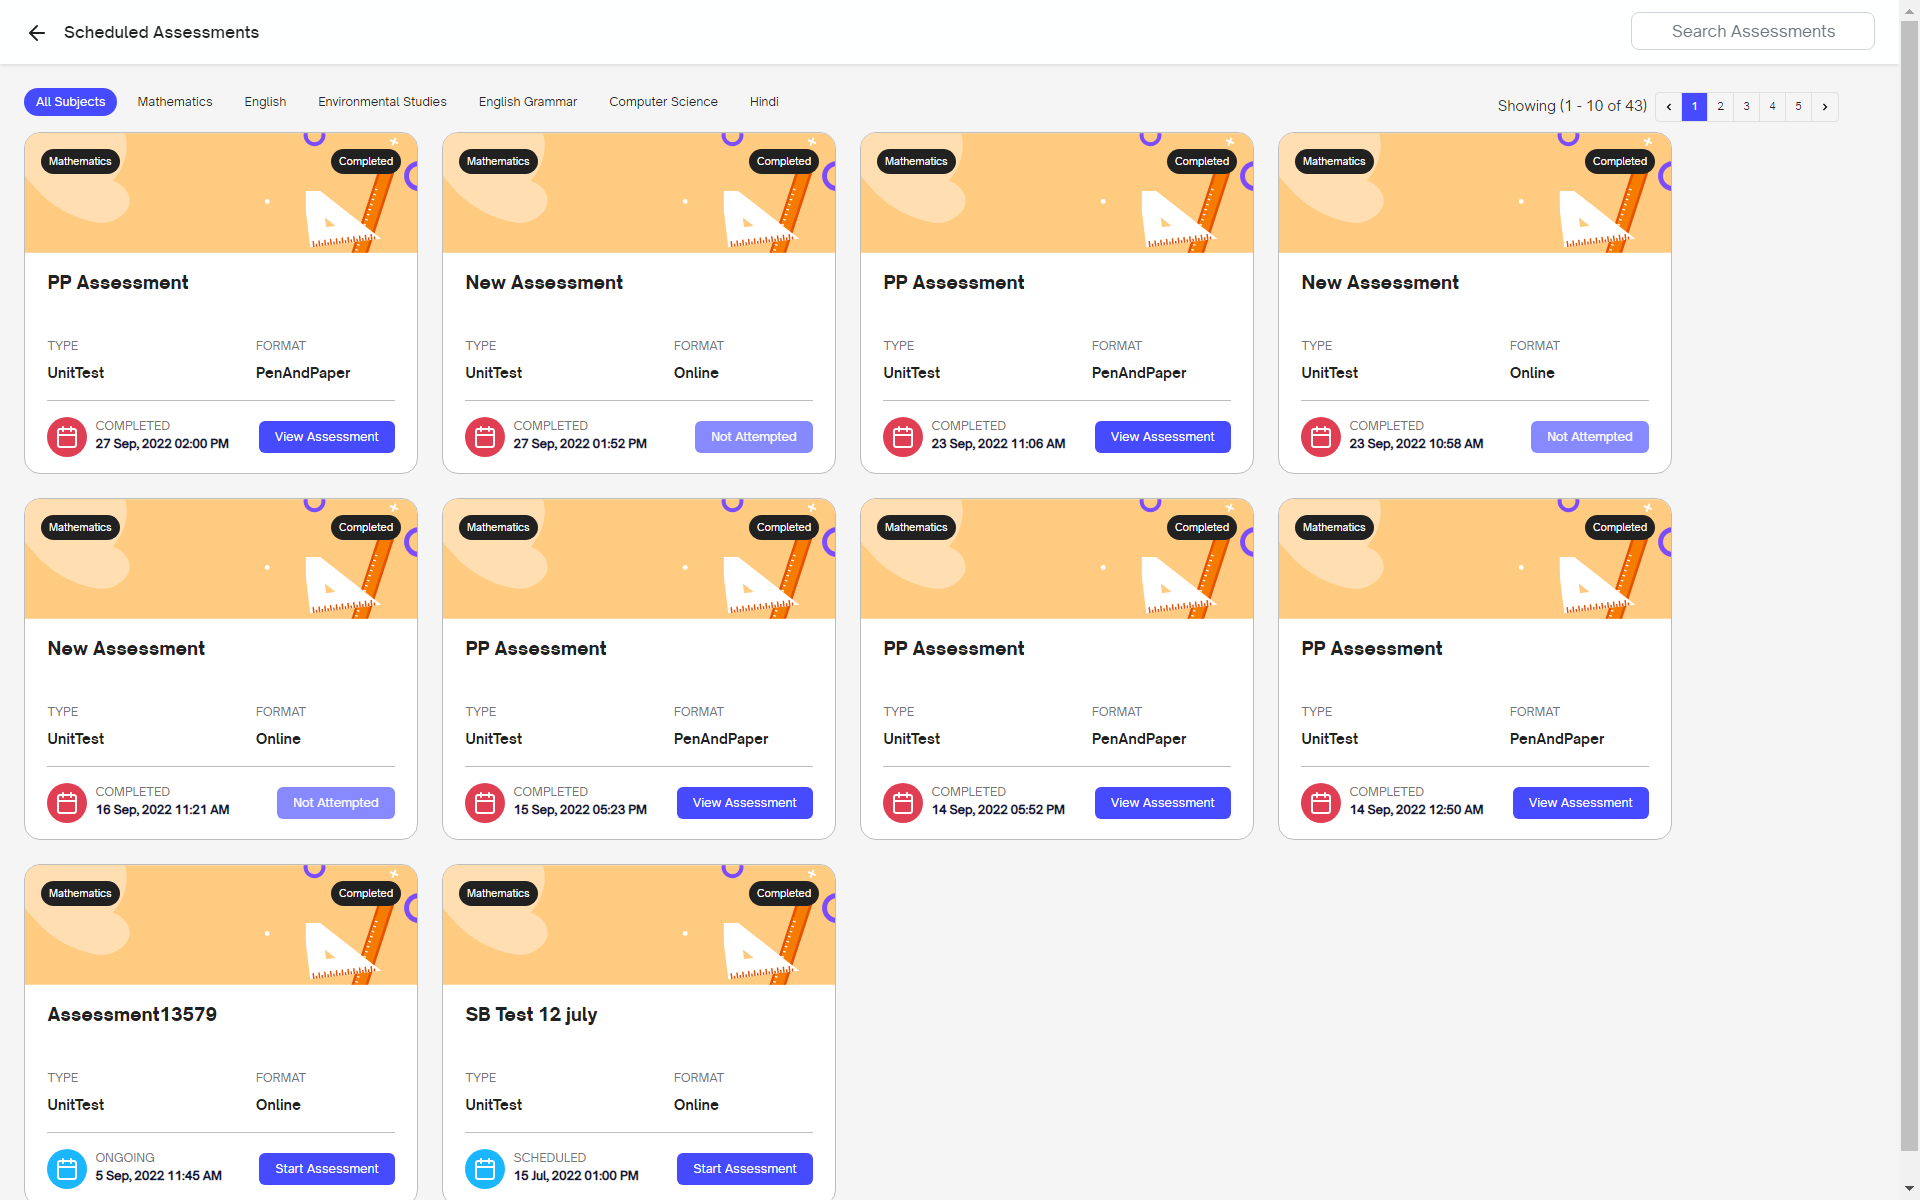 Scheduled Assessments
Search Assessments
All Subjects Mathematics English Environmental Studies English Grammar Computer Science Hindi
Showing (1 - 10 of 43) ‹ 1 2 3 4 5 ›
Mathematics Completed
PP Assessment
TYPE FORMAT
UnitTest PenAndPaper
COMPLETED
27 Sep, 2022 02:00 PM
View Assessment
Mathematics Completed
New Assessment
TYPE FORMAT
UnitTest Online
COMPLETED
27 Sep, 2022 01:52 PM
Not Attempted
Mathematics Completed
PP Assessment
TYPE FORMAT
UnitTest PenAndPaper
COMPLETED
23 Sep, 2022 11:06 AM
View Assessment
Mathematics Completed
New Assessment
TYPE FORMAT
UnitTest Online
COMPLETED
23 Sep, 2022 10:58 AM
Not Attempted
Mathematics Completed
New Assessment
TYPE FORMAT
UnitTest Online
COMPLETED
16 Sep, 2022 11:21 AM
Not Attempted
Mathematics Completed
PP Assessment
TYPE FORMAT
UnitTest PenAndPaper
COMPLETED
15 Sep, 2022 05:23 PM
View Assessment
Mathematics Completed
PP Assessment
TYPE FORMAT
UnitTest PenAndPaper
COMPLETED
14 Sep, 2022 05:52 PM
View Assessment
Mathematics Completed
PP Assessment
TYPE FORMAT
UnitTest PenAndPaper
COMPLETED
14 Sep, 2022 12:50 AM
View Assessment
Mathematics Completed
Assessment13579
TYPE FORMAT
UnitTest Online
ONGOING
5 Sep, 2022 11:45 AM
Start Assessment
Mathematics Completed
SB Test 12 july
TYPE FORMAT
UnitTest Online
SCHEDULED
15 Jul, 2022 01:00 PM
Start Assessment